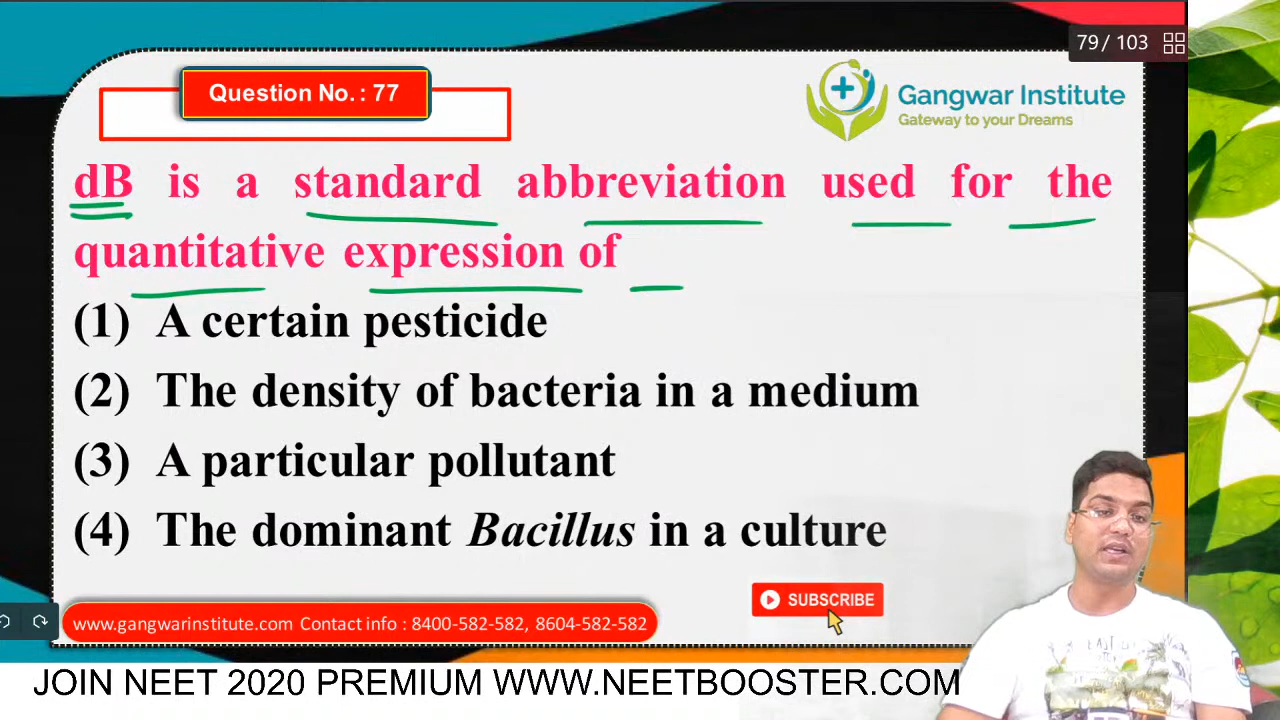 79 / 103
Question No. : 77
Gangwar Institute
Gateway to your Dreams
dB is a standard abbreviation used for the
quantitative expression of
(1) A certain pesticide
(2) The density of bacteria in a medium
(3) A particular pollutant
(4) The dominant Bacillus in a culture
SUBSCRIBE
www.gangwarinstitute.com Contact info : 8400-582-582, 8604-582-582
JOIN NEET 2020 PREMIUM WWW.NEETBOOSTER.COM